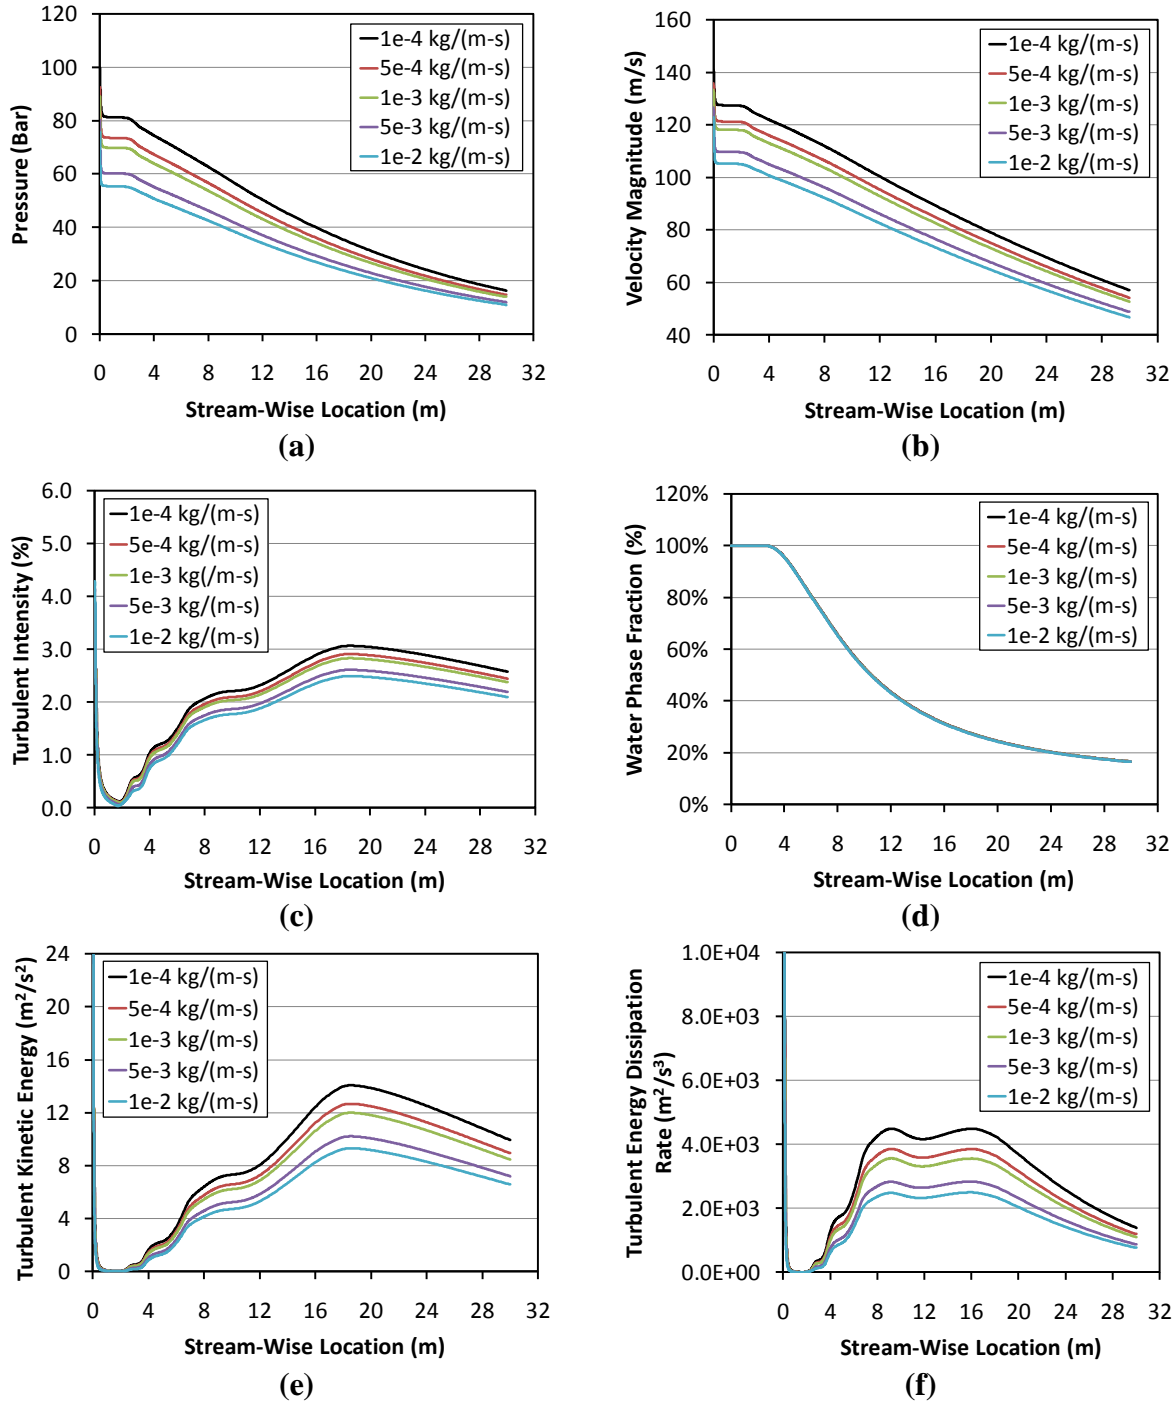 120
100
80
60
40
20
0
Pressure (Bar)
1e-4 kg/(m-s)
5e-4 kg/(m-s)
1e-3 kg/(m-s)
5e-3 kg/(m-s)
1e-2 kg/(m-s)
0 4 8 12 16 20 24 28 32
Stream-Wise Location (m)
(a)
160
140
120
100
80
60
40
Velocity Magnitude (m/s)
1e-4 kg/(m-s)
5e-4 kg/(m-s)
1e-3 kg/(m-s)
5e-3 kg/(m-s)
1e-2 kg/(m-s)
0 4 8 12 16 20 24 28 32
Stream-Wise Location (m)
(b)
6.0
5.0
4.0
3.0
2.0
1.0
0.0
Turbulent Intensity (%)
1e-4 kg/(m-s)
5e-4 kg/(m-s)
1e-3 kg(/m-s)
5e-3 kg/(m-s)
1e-2 kg/(m-s)
0 4 8 12 16 20 24 28 32
Stream-Wise Location (m)
(c)
120%
100%
80%
60%
40%
20%
0%
Water Phase Fraction (%)
1e-4 kg/(m-s)
5e-4 kg/(m-s)
1e-3 kg/(m-s)
5e-3 kg/(m-s)
1e-2 kg/(m-s)
0 4 8 12 16 20 24 28 32
Stream-Wise Location (m)
(d)
24
20
16
12
8
4
0
Turbulent Kinetic Energy (m²/s²)
1e-4 kg/(m-s)
5e-4 kg/(m-s)
1e-3 kg/(m-s)
5e-3 kg/(m-s)
1e-2 kg/(m-s)
0 4 8 12 16 20 24 28 32
Stream-Wise Location (m)
(e)
1.0E+04
8.0E+03
6.0E+03
4.0E+03
2.0E+03
0.0E+00
Turbulent Energy Dissipation
Rate (m²/s³)
1e-4 kg/(m-s)
5e-4 kg/(m-s)
1e-3 kg/(m-s)
5e-3 kg/(m-s)
1e-2 kg/(m-s)
0 4 8 12 16 20 24 28 32
Stream-Wise Location (m)
(f)